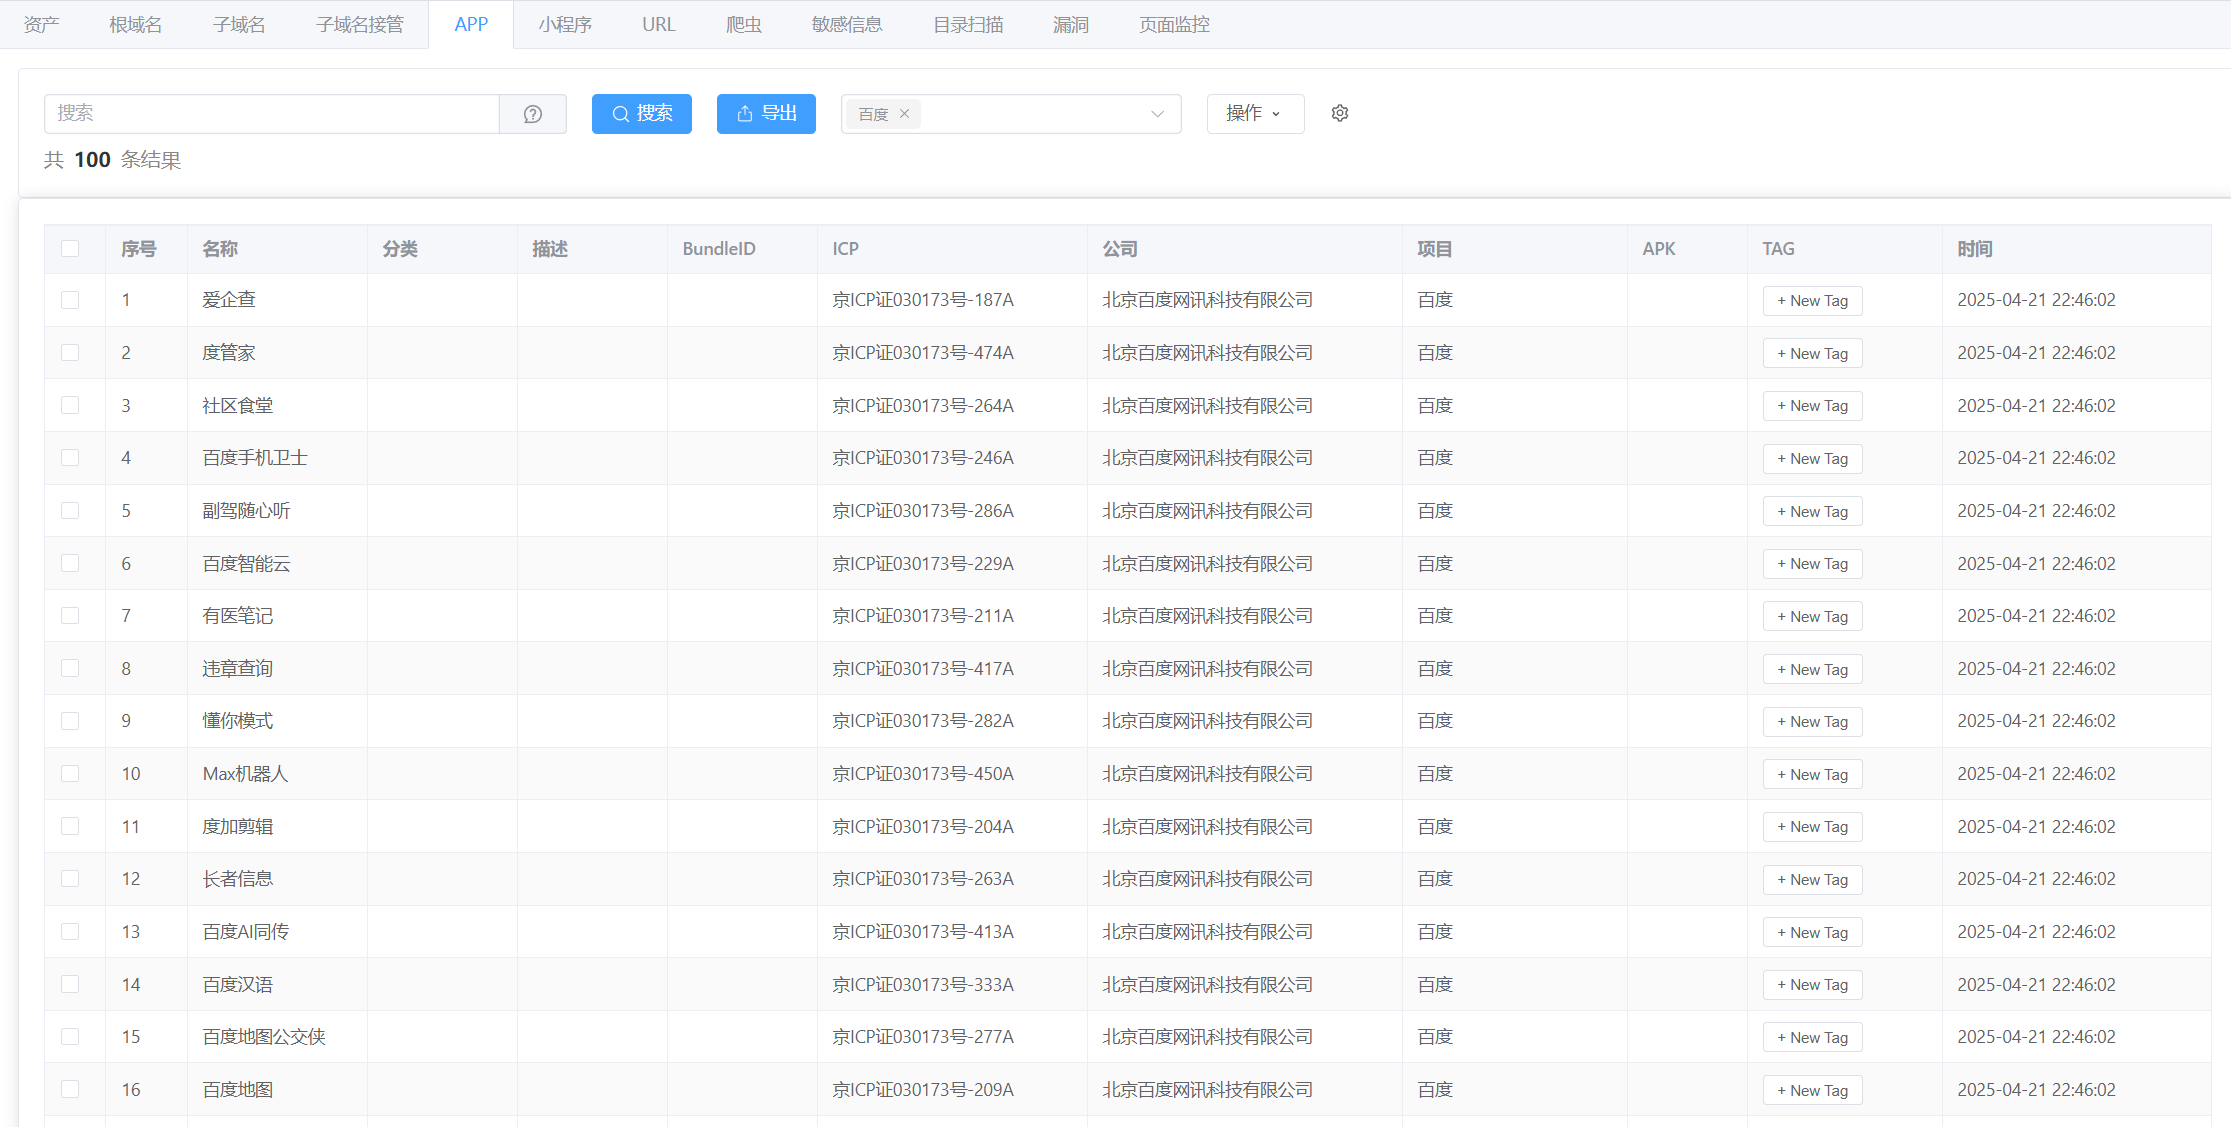 资产 根域名 子域名 子域名接管 APP 小程序 URL 爬虫 敏感信息 目录扫描 漏洞 页面监控
搜索 搜索 导出 百度 操作
共 100 条结果
序号 名称 分类 描述 BundleID ICP 公司 项目 APK TAG 时间
1 爱企查 京ICP证030173号-187A 北京百度网讯科技有限公司 百度 + New Tag 2025-04-21 22:46:02
2 度管家 京ICP证030173号-474A 北京百度网讯科技有限公司 百度 + New Tag 2025-04-21 22:46:02
3 社区食堂 京ICP证030173号-264A 北京百度网讯科技有限公司 百度 + New Tag 2025-04-21 22:46:02
4 百度手机卫士 京ICP证030173号-246A 北京百度网讯科技有限公司 百度 + New Tag 2025-04-21 22:46:02
5 副驾随心听 京ICP证030173号-286A 北京百度网讯科技有限公司 百度 + New Tag 2025-04-21 22:46:02
6 百度智能云 京ICP证030173号-229A 北京百度网讯科技有限公司 百度 + New Tag 2025-04-21 22:46:02
7 有医笔记 京ICP证030173号-211A 北京百度网讯科技有限公司 百度 + New Tag 2025-04-21 22:46:02
8 违章查询 京ICP证030173号-417A 北京百度网讯科技有限公司 百度 + New Tag 2025-04-21 22:46:02
9 懂你模式 京ICP证030173号-282A 北京百度网讯科技有限公司 百度 + New Tag 2025-04-21 22:46:02
10 Max机器人 京ICP证030173号-450A 北京百度网讯科技有限公司 百度 + New Tag 2025-04-21 22:46:02
11 度加剪辑 京ICP证030173号-204A 北京百度网讯科技有限公司 百度 + New Tag 2025-04-21 22:46:02
12 长者信息 京ICP证030173号-263A 北京百度网讯科技有限公司 百度 + New Tag 2025-04-21 22:46:02
13 百度AI同传 京ICP证030173号-413A 北京百度网讯科技有限公司 百度 + New Tag 2025-04-21 22:46:02
14 百度汉语 京ICP证030173号-333A 北京百度网讯科技有限公司 百度 + New Tag 2025-04-21 22:46:02
15 百度地图公交侠 京ICP证030173号-277A 北京百度网讯科技有限公司 百度 + New Tag 2025-04-21 22:46:02
16 百度地图 京ICP证030173号-209A 北京百度网讯科技有限公司 百度 + New Tag 2025-04-21 22:46:02